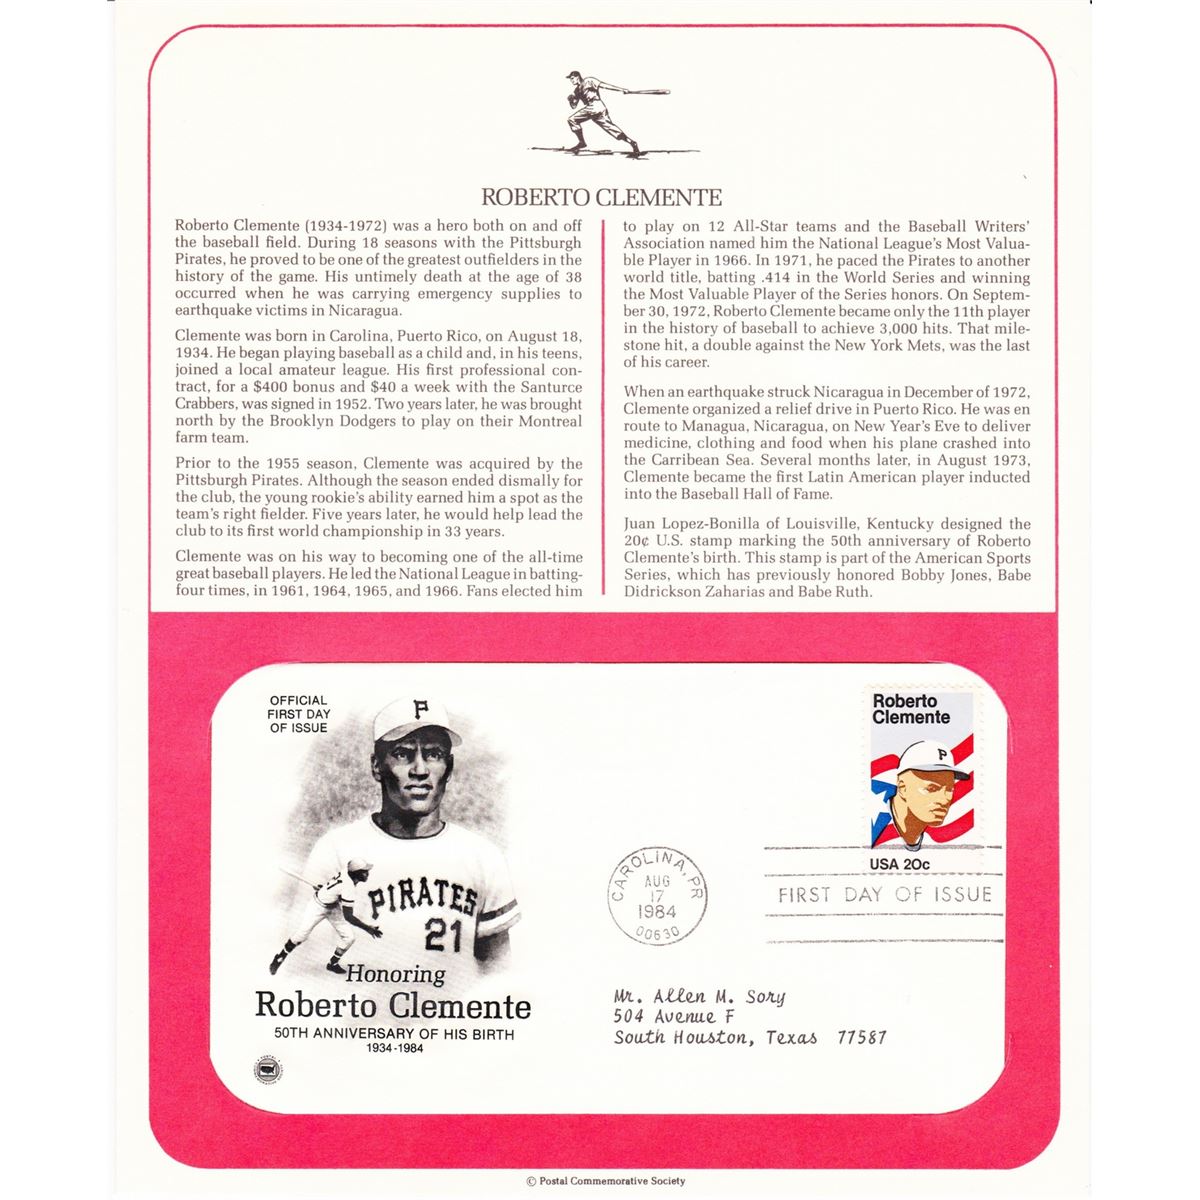 ROBERTO CLEMENTE
Roberto Clemente (1934-1972) was a hero both on and off
the baseball field. During 18 seasons with the Pittsburgh
Pirates, he proved to be one of the greatest outfielders in the
history of the game. His untimely death at the age of 38
occurred when he was carrying emergency supplies to
earthquake victims in Nicaragua.
Clemente was born in Carolina, Puerto Rico, on August 18,
1934. He began playing baseball as a child and, in his teens,
joined a local amateur league. His first professional con-
tract, for a $400 bonus and $40 a week with the Santurce
Crabbers, was signed in 1952. Two years later, he was brought
north by the Brooklyn Dodgers to play on their Montreal
farm team.
Prior to the 1955 season, Clemente was acquired by the
Pittsburgh Pirates. Although the season ended dismally for
the club, the young rookie's ability earned him a spot as the
team's right fielder. Five years later, he would help lead the
club to its first world championship in 33 years.
Clemente was on his way to becoming one of the all-time
great baseball players. He led the National League in batting-
four times, in 1961, 1964, 1965, and 1966. Fans elected him
to play on 12 All-Star teams and the Baseball Writers'
Association named him the National League's Most Valua-
ble Player in 1966. In 1971, he paced the Pirates to another
world title, batting .414 in the World Series and winning
the Most Valuable Player of the Series honors. On Septem-
ber 30, 1972, Roberto Clemente became only the 11th player
in the history of baseball to achieve 3,000 hits. That mile-
stone hit, a double against the New York Mets, was the last
of his career.
When an earthquake struck Nicaragua in December of 1972,
Clemente organized a relief drive in Puerto Rico. He was en
route to Managua, Nicaragua, on New Year's Eve to deliver
medicine, clothing and food when his plane crashed into
the Carribean Sea. Several months later, in August 1973,
Clemente became the first Latin American player inducted
into the Baseball Hall of Fame.
Juan Lopez-Bonilla of Louisville, Kentucky designed the
20¢ U.S. stamp marking the 50th anniversary of Roberto
Clemente's birth. This stamp is part of the American Sports
Series, which has previously honored Bobby Jones, Babe
Didrickson Zaharias and Babe Ruth.
OFFICIAL
FIRST DAY
OF ISSUE
P
PIRATES
21
Honoring
Roberto Clemente
50TH ANNIVERSARY OF HIS BIRTH
1934-1984
Roberto
Clemente
P
USA 20c
CAROLINA, PR
AUG
17
1984
00630
FIRST DAY OF ISSUE
Mr. Allen M. Sory
504 Avenue F
South Houston, Texas 77587
© Postal Commemorative Society